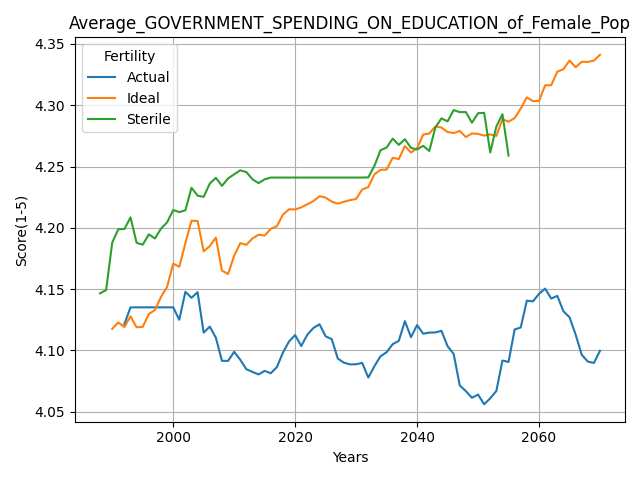 Average_GOVERNMENT_SPENDING_ON_EDUCATION_of_Female_Pop
4.35
4.30
4.25
4.20
4.15
4.10
4.05
Score(1-5)
Fertility
Actual
Ideal
Sterile
2000 2020 2040 2060
Years